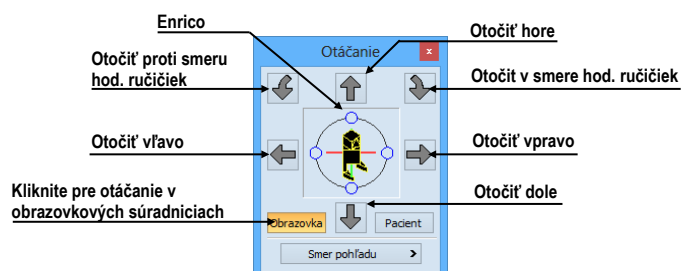 Enrico
Otočiť hore
Otáčanie
x
Otočiť proti smeru
hod. ručičiek
Otočit v smere hod. ručičiek
Otočiť vľavo
Otočiť vpravo
Kliknite pre otáčanie v
obrazovkových súradniciach
Otočiť dole
Obrazovka
Pacient
Smer pohľadu >